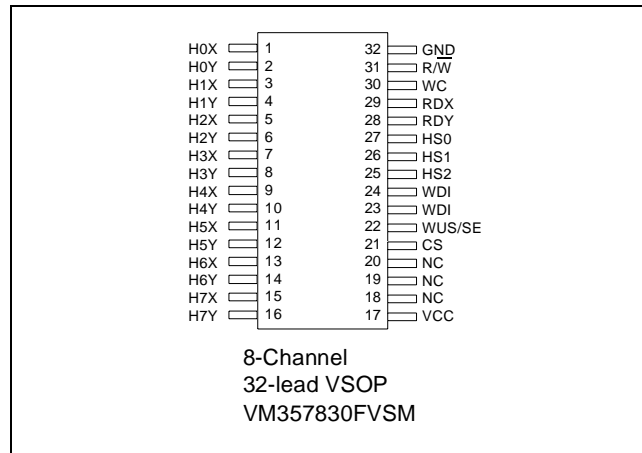 H0X 1 32 GND
H0Y 2 31 R/W̅
H1X 3 30 WC
H1Y 4 29 RDX
H2X 5 28 RDY
H2Y 6 27 HS0
H3X 7 26 HS1
H3Y 8 25 HS2
H4X 9 24 WDI
H4Y 10 23 WDI
H5X 11 22 WUS/SE
H5Y 12 21 CS
H6X 13 20 NC
H6Y 14 19 NC
H7X 15 18 NC
H7Y 16 17 VCC
8-Channel
32-lead VSOP
VM357830FVSM